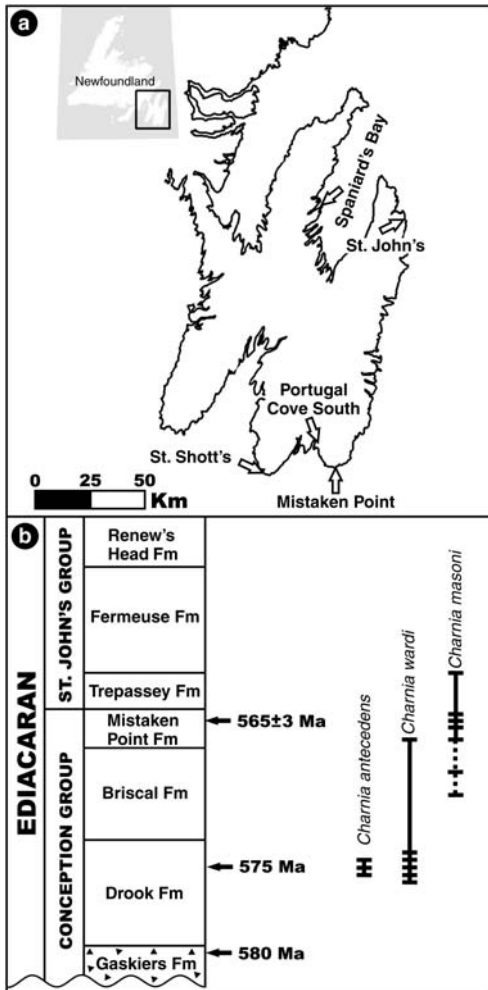 a
Newfoundland
Spaniard's Bay
St. John's
Portugal
Cove South
St. Shott's
Mistaken Point
0 25 50
Km
b
EDIACARAN
ST. JOHN'S GROUP
CONCEPTION GROUP
Renew's
Head Fm
Fermeuse Fm
Trepassey Fm
Mistaken
Point Fm
Briscal Fm
Drook Fm
Gaskiers Fm
565±3 Ma
575 Ma
580 Ma
Charnia antecedens
Charnia wardi
Charnia masoni